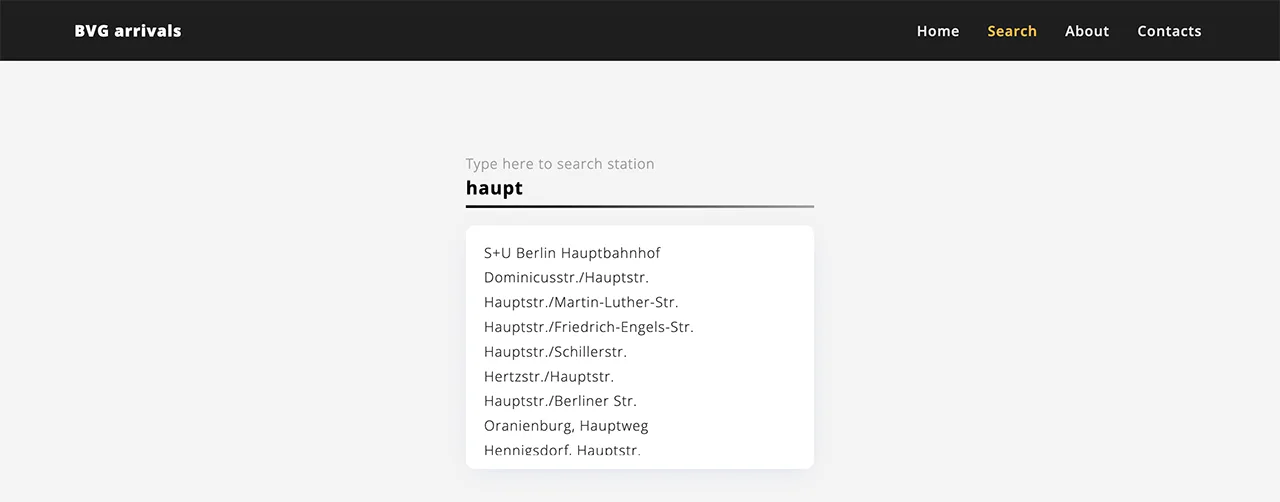 BVG arrivals
Home Search About Contacts
Type here to search station
haupt
S+U Berlin Hauptbahnhof
Dominicusstr./Hauptstr.
Hauptstr./Martin-Luther-Str.
Hauptstr./Friedrich-Engels-Str.
Hauptstr./Schillerstr.
Hertzstr./Hauptstr.
Hauptstr./Berliner Str.
Oranienburg, Hauptweg
Hennigsdorf, Hauptstr.